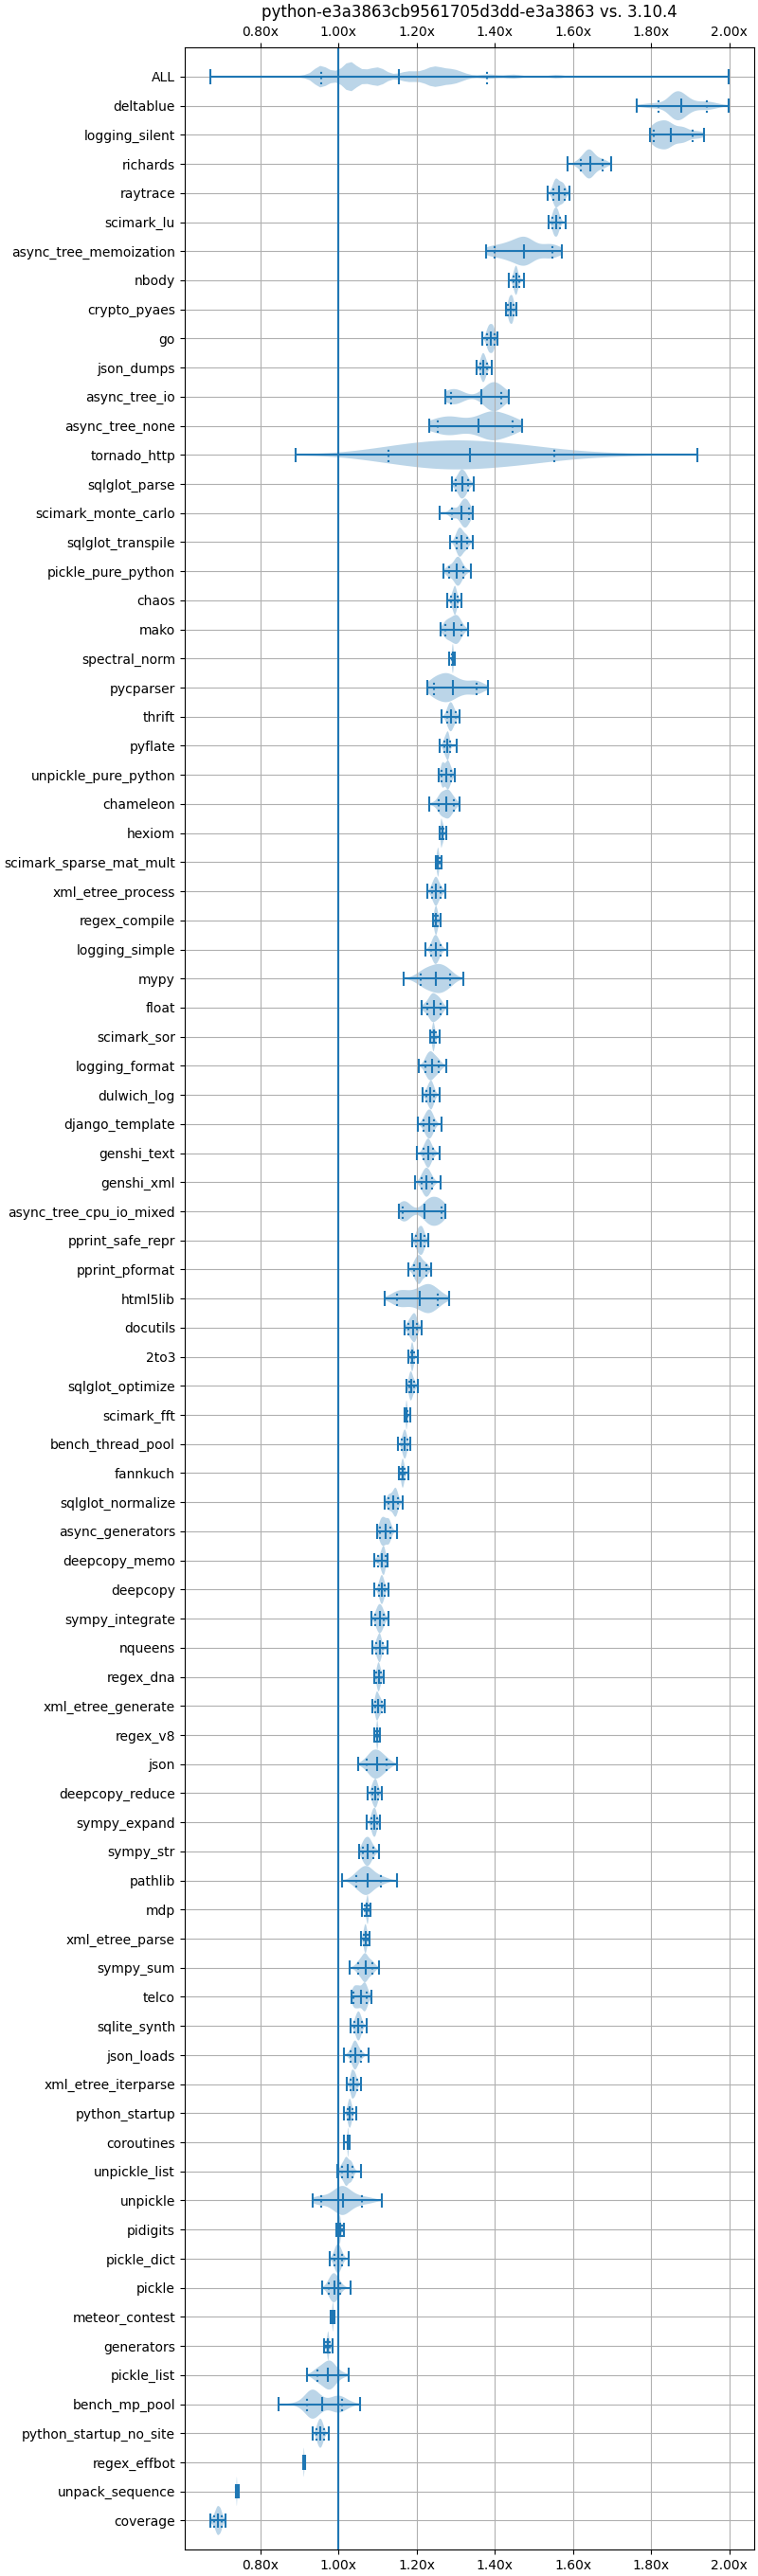 python-e3a3863cb9561705d3dd-e3a3863 vs. 3.10.4
0.80x 1.00x 1.20x 1.40x 1.60x 1.80x 2.00x
ALL
deltablue
logging_silent
richards
raytrace
scimark_lu
async_tree_memoization
nbody
crypto_pyaes
go
json_dumps
async_tree_io
async_tree_none
tornado_http
sqlglot_parse
scimark_monte_carlo
sqlglot_transpile
pickle_pure_python
chaos
mako
spectral_norm
pycparser
thrift
pyflate
unpickle_pure_python
chameleon
hexiom
scimark_sparse_mat_mult
xml_etree_process
regex_compile
logging_simple
mypy
float
scimark_sor
logging_format
dulwich_log
django_template
genshi_text
genshi_xml
async_tree_cpu_io_mixed
pprint_safe_repr
pprint_pformat
html5lib
docutils
2to3
sqlglot_optimize
scimark_fft
bench_thread_pool
fannkuch
sqlglot_normalize
async_generators
deepcopy_memo
deepcopy
sympy_integrate
nqueens
regex_dna
xml_etree_generate
regex_v8
json
deepcopy_reduce
sympy_expand
sympy_str
pathlib
mdp
xml_etree_parse
sympy_sum
telco
sqlite_synth
json_loads
xml_etree_iterparse
python_startup
coroutines
unpickle_list
unpickle
pidigits
pickle_dict
pickle
meteor_contest
generators
pickle_list
bench_mp_pool
python_startup_no_site
regex_effbot
unpack_sequence
coverage
0.80x 1.00x 1.20x 1.40x 1.60x 1.80x 2.00x